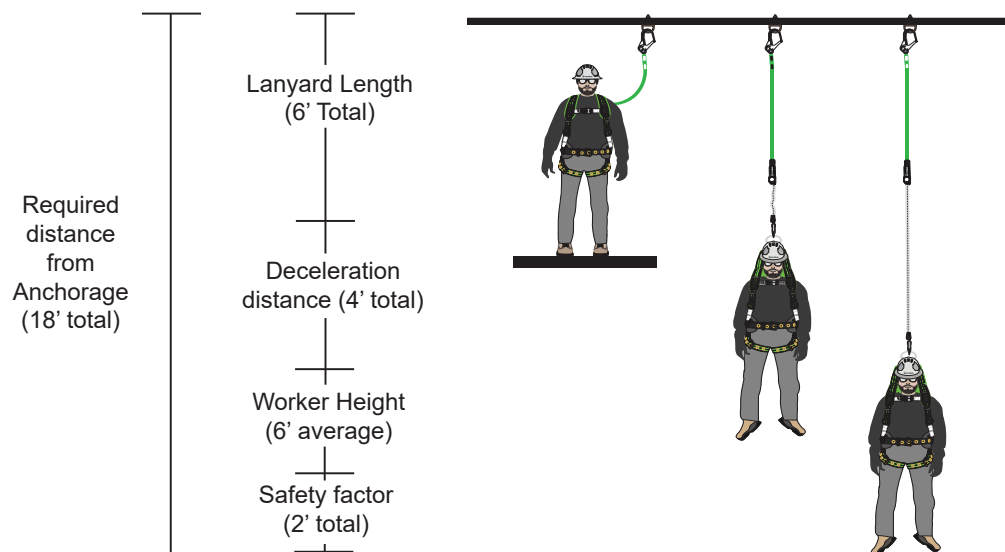 Required
distance
from
Anchorage
(18’ total)
Lanyard Length
(6’ Total)
Deceleration
distance (4’ total)
Worker Height
(6’ average)
Safety factor
(2’ total)